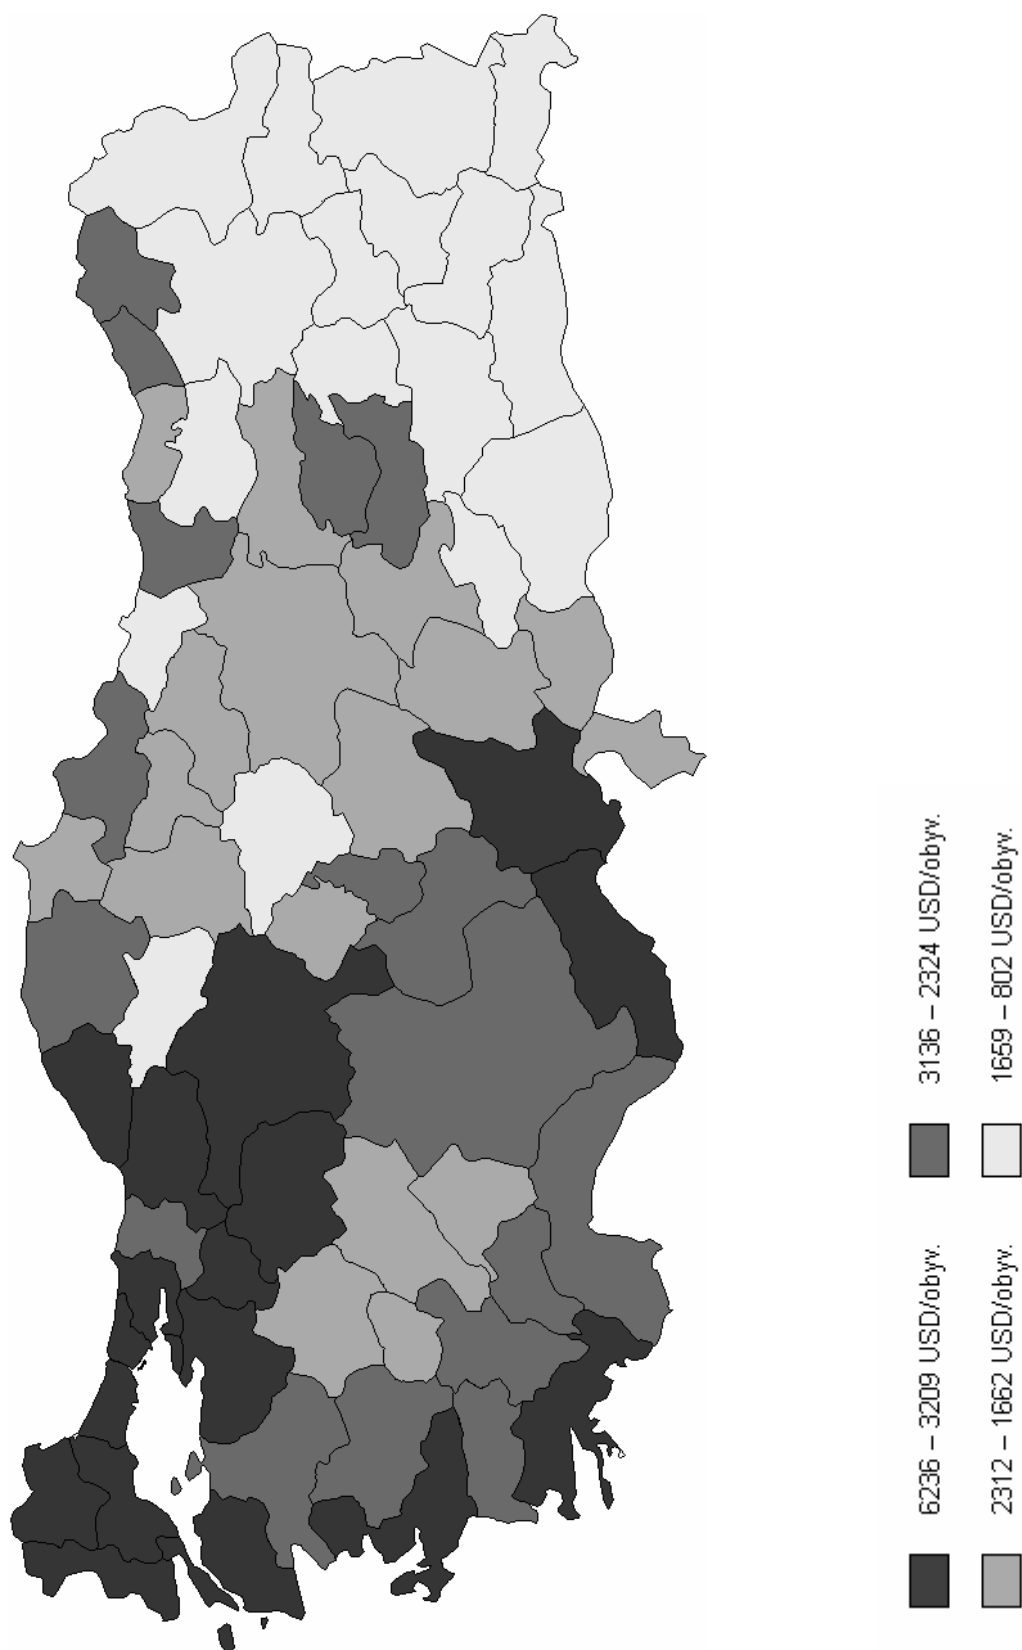 6236 – 3209 USD/obyv.
3136 – 2324 USD/obyv.
2312 – 1662 USD/obyv.
1659 – 802 USD/obyv.